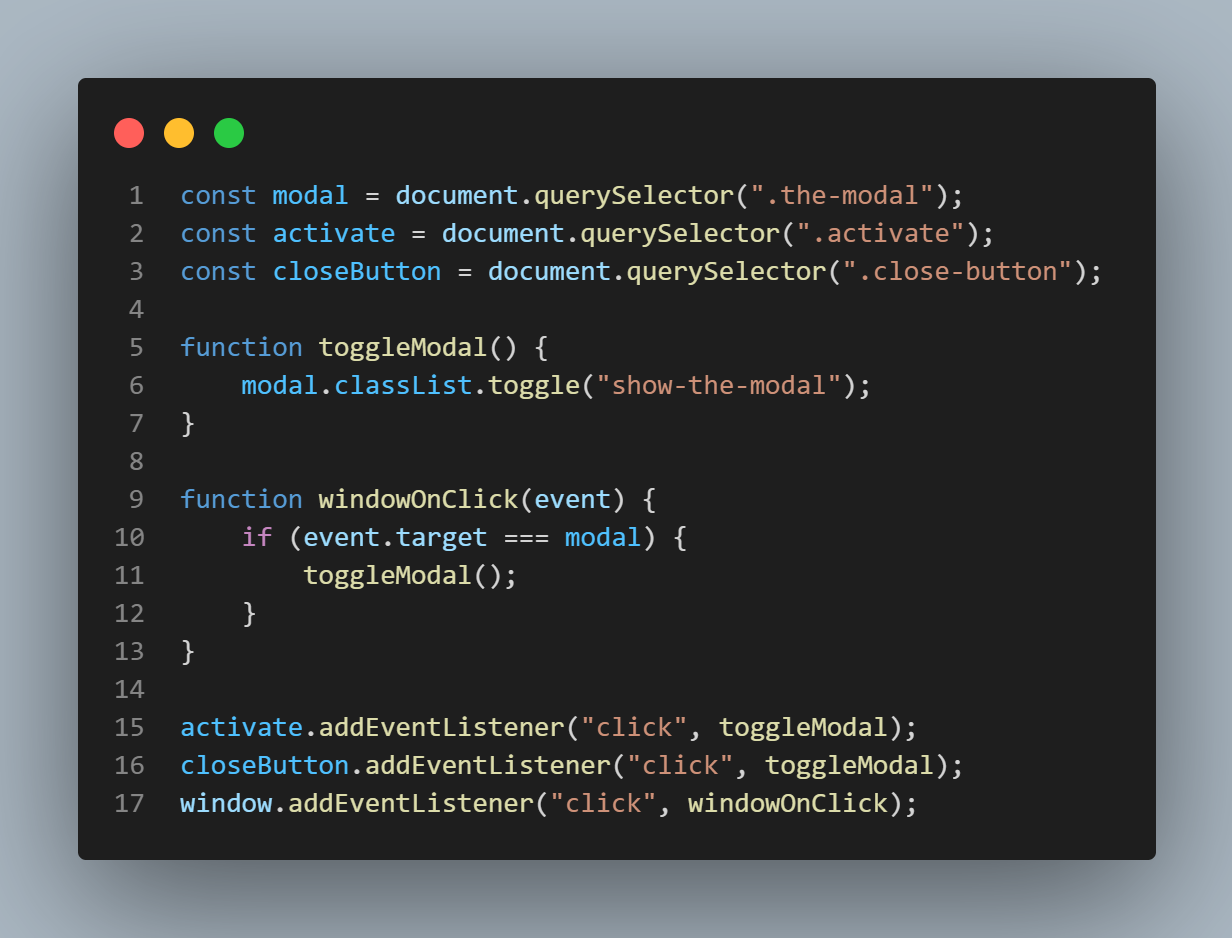 1 const modal = document.querySelector(".the-modal");
2 const activate = document.querySelector(".activate");
3 const closeButton = document.querySelector(".close-button");
4
5 function toggleModal() {
6     modal.classList.toggle("show-the-modal");
7 }
8
9 function windowOnClick(event) {
10     if (event.target === modal) {
11         toggleModal();
12     }
13 }
14
15 activate.addEventListener("click", toggleModal);
16 closeButton.addEventListener("click", toggleModal);
17 window.addEventListener("click", windowOnClick);